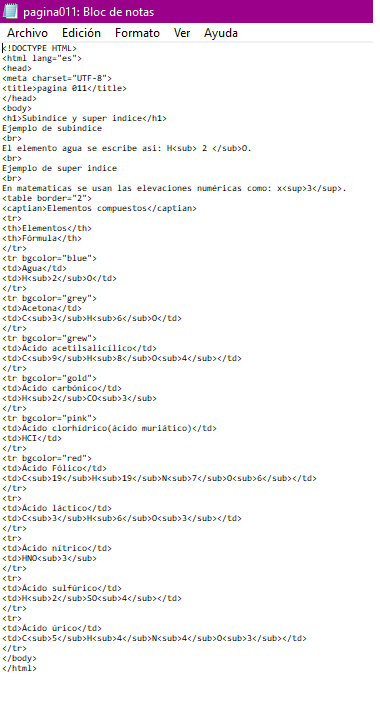 pagina011: Bloc de notas
Archivo Edición Formato Ver Ayuda
<!DOCTYPE HTML>
<html lang="es">
<head>
<meta charset="UTF-8">
<title>pagina 011</title>
</head>
<body>
<h1>Subindice y super indice</h1>
Ejemplo de subindice
<br>
El elemento agua se escribe asi: H<sub> 2 </sub>O.
<br>
Ejemplo de super indice
<br>
En matematicas se usan las elevaciones numéricas como: x<sup>3</sup>.
<table border="2">
<captian>Elementos compuestos</captian>
<tr>
<th>Elementos</th>
<th>Fórmula</th>
</tr>
<tr bgcolor="blue">
<td>Agua</td>
<td>H<sub>2</sub>O</td>
</tr>
<tr bgcolor="grey">
<td>Acetona</td>
<td>C<sub>3</sub>H<sub>6</sub>O</td>
</tr>
<tr bgcolor="grew">
<td>Ácido acetilsalicílico</td>
<td>C<sub>9</sub>H<sub>8</sub>O<sub>4</sub></td>
</tr>
<tr bgcolor="gold">
<td>Ácido carbónico</td>
<td>H<sub>2</sub>CO<sub>3</sub>
</tr>
<tr bgcolor="pink">
<td>Ácido clorhídrico(ácido muriático)</td>
<td>HCI</td>
</tr>
<tr bgcolor="red">
<td>Ácido Fólico</td>
<td>C<sub>19</sub>H<sub>19</sub>N<sub>7</sub>O<sub>6</sub></td>
</tr>
<tr>
<td>Ácido láctico</td>
<td>C<sub>3</sub>H<sub>6</sub>O<sub>3</sub></td>
</tr>
<tr>
<td>Ácido nítrico</td>
<td>HNO<sub>3</sub>
</tr>
<tr>
<td>Ácido sulfúrico</td>
<td>H<sub>2</sub>SO<sub>4</sub></td>
</tr>
<tr>
<td>Ácido úrico</td>
<td>C<sub>5</sub>H<sub>4</sub>N<sub>4</sub>O<sub>3</sub></td>
</tr>
</body>
</html>